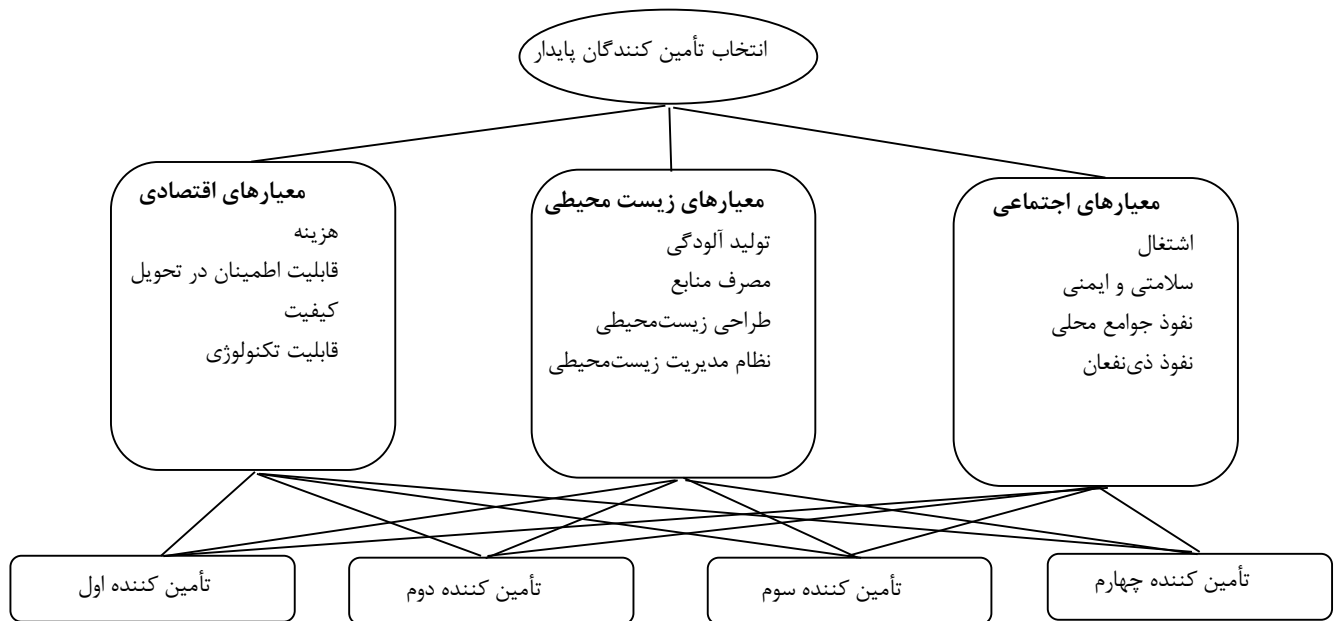 انتخاب تأمین کنندگان پایدار
معیارهای اجتماعی
اشتغال
سلامتی و ایمنی
نفوذ جوامع محلی
نفوذ ذی‌نفعان
معیارهای زیست محیطی
تولید آلودگی
مصرف منابع
طراحی زیست‌محیطی
نظام مدیریت زیست‌محیطی
معیارهای اقتصادی
هزینه
قابلیت اطمینان در تحویل
کیفیت
قابلیت تکنولوژی
تأمین کننده چهارم
تأمین کننده سوم
تأمین کننده دوم
تأمین کننده اول